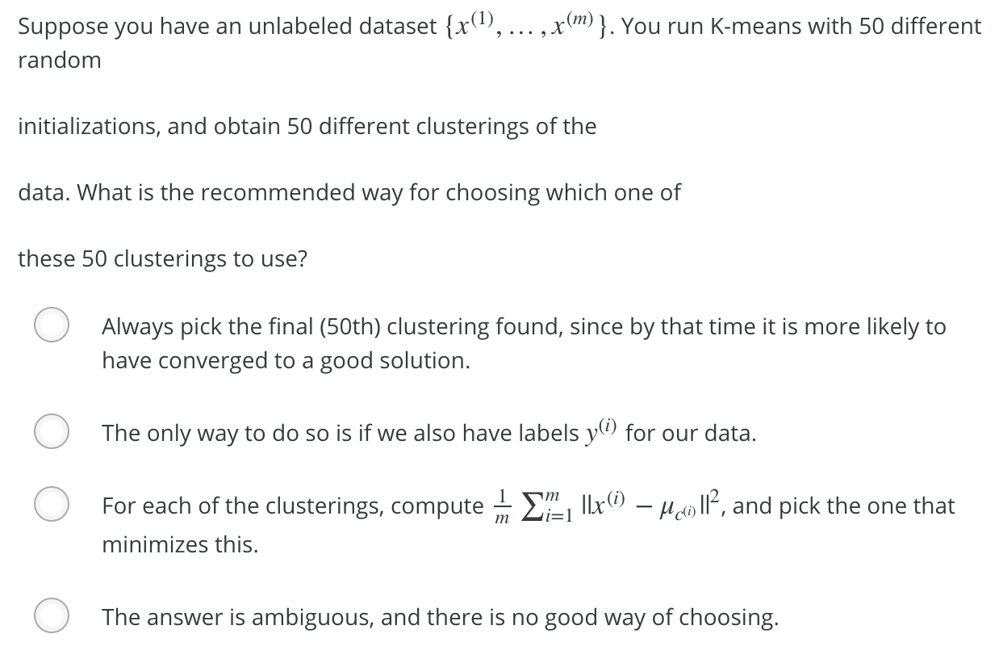 Suppose you have an unlabeled dataset {x^(1), … , x^(m)}. You run K-means with 50 different
random
initializations, and obtain 50 different clusterings of the
data. What is the recommended way for choosing which one of
these 50 clusterings to use?
Always pick the final (50th) clustering found, since by that time it is more likely to
have converged to a good solution.
The only way to do so is if we also have labels y^(i) for our data.
For each of the clusterings, compute 1/m ∑_{i=1}^m ||x^(i) − μ_{c^(i)}||², and pick the one that
minimizes this.
The answer is ambiguous, and there is no good way of choosing.